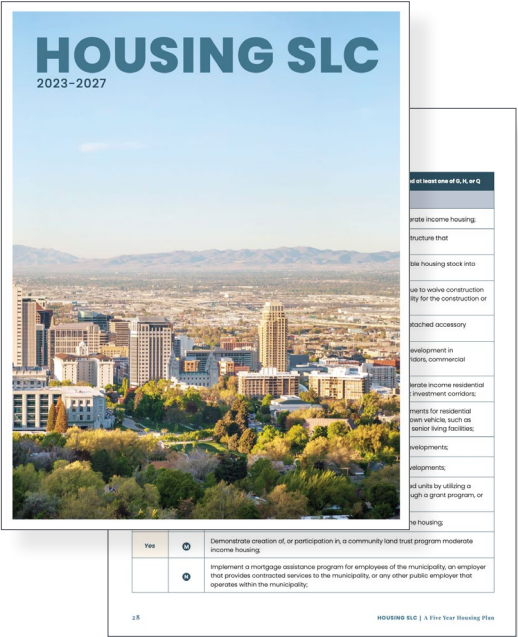 HOUSING SLC
2023-2027
nd at least one of G, H, or Q
erate income housing;
structure that
ble housing stock into
ue to waive construction
ility for the construction or
etached accessory
evelopment in
ridors, commercial
derate income residential
t investment corridors;
ments for residential
own vehicle, such as
senior living facilities;
evelopments;
evelopments;
ed units by utilizing a
ough a grant program, or
me housing;
Yes
M
Demonstrate creation of, or participation in, a community land trust program moderate
income housing;
N
Implement a mortgage assistance program for employees of the municipality, an employer
that provides contracted services to the municipality, or any other public employer that
operates within the municipality;
28
HOUSING SLC | A Five Year Housing Plan